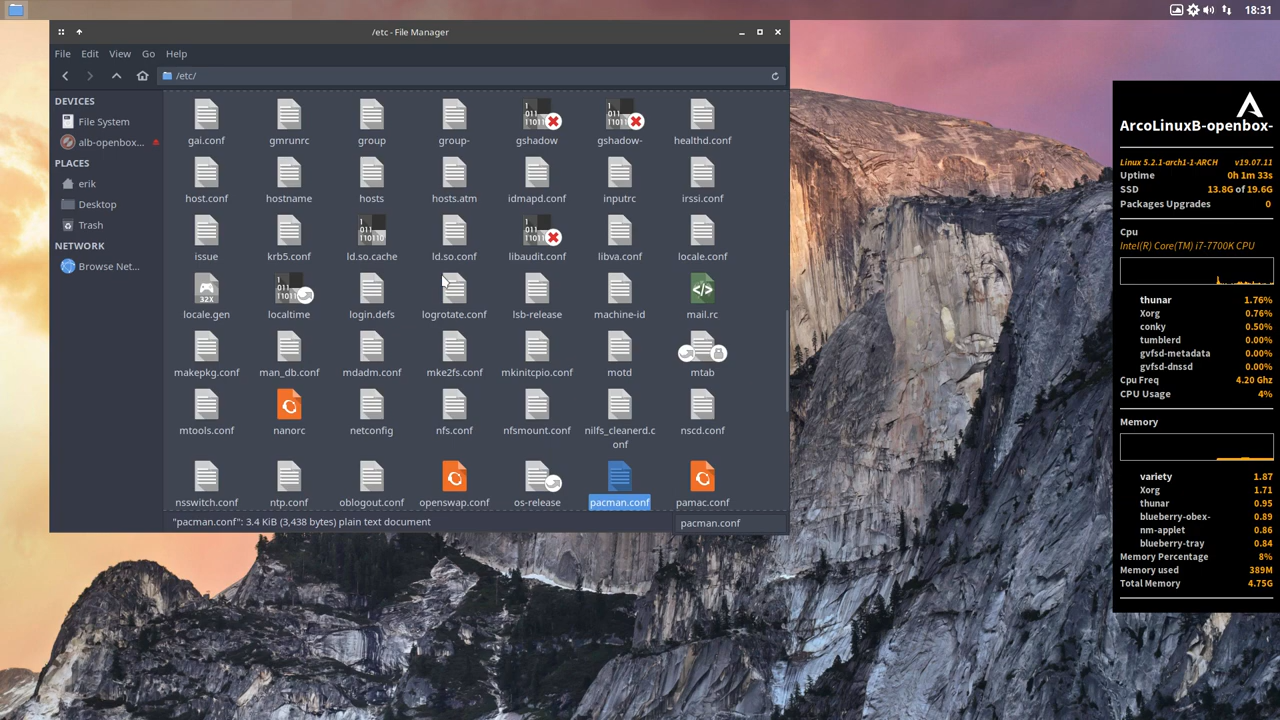 18:31
/etc - File Manager
File Edit View Go Help
/etc/
DEVICES
File System
alb-openbox...
PLACES
erik
Desktop
Trash
NETWORK
Browse Net...
gai.conf gmrunrc group group- gshadow gshadow- healthd.conf
host.conf hostname hosts hosts.atm idmapd.conf inputrc irssi.conf
issue krb5.conf ld.so.cache ld.so.conf libaudit.conf libva.conf locale.conf
32X
locale.gen localtime login.defs logrotate.conf lsb-release machine-id mail.rc
makepkg.conf man_db.conf mdadm.conf mke2fs.conf mkinitcpio.conf motd mtab
mtools.conf nanorc netconfig nfs.conf nfsmount.conf nilfs_cleanerd.c nscd.conf
onf
nsswitch.conf ntp.conf oblogout.conf openswap.conf os-release pacman.conf pamac.conf
"pacman.conf": 3.4 KiB (3,438 bytes) plain text document
pacman.conf
ArcoLinuxB-openbox-
Linux 5.2.1-arch1-1-ARCH v19.07.11
Uptime 0h 1m 33s
SSD 13.8G of 19.6G
Packages Upgrades 0
Cpu
Intel(R) Core(TM) i7-7700K CPU
thunar 1.76%
Xorg 0.76%
conky 0.50%
tumblerd 0.00%
gvfsd-metadata 0.00%
gvfsd-dnssd 0.00%
Cpu Freq 4.20 Ghz
CPU Usage 4%
Memory
variety 1.87
Xorg 1.71
thunar 0.95
blueberry-obex- 0.89
nm-applet 0.86
blueberry-tray 0.84
Memory Percentage 8%
Memory used 389M
Total Memory 4.75G